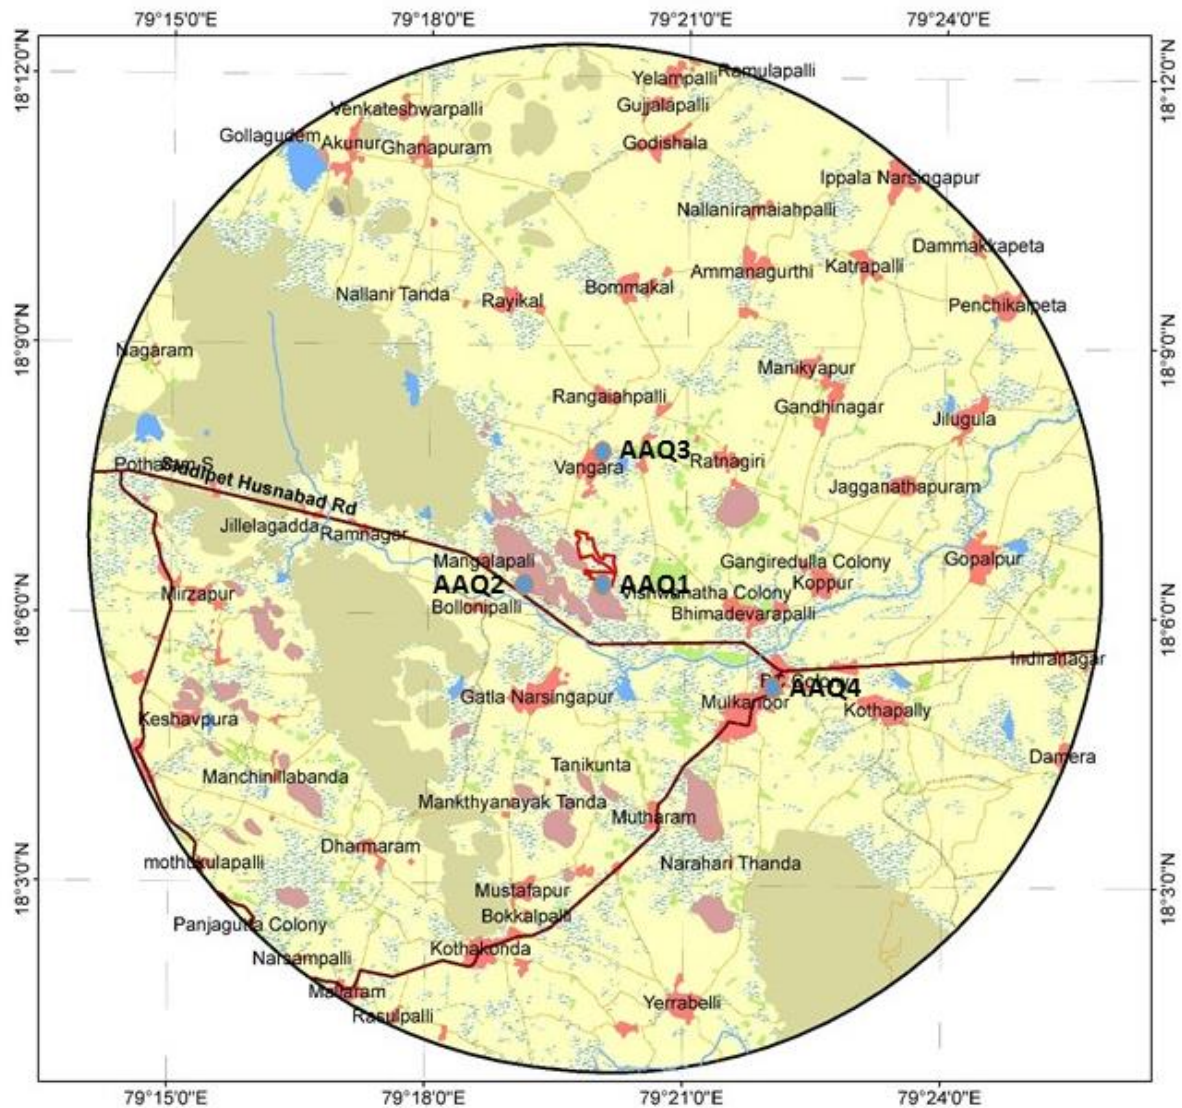 79°15'0"E
79°18'0"E
79°21'0"E
79°24'0"E
18°12'0"N
18°12'0"N
Yelampalli
Ramulapalli
Venkateshwarpalli
Gujjalapalli
Gollagudem
Akunur
Ghanapuram
Godishala
Ippala Narsingapur
Nallaniramaiahpalli
Dammakkapeta
Ammanagurthi
Katrapalli
Nallani Tanda
Rayikal
Bommakal
Penchikalpeta
18°9'0"N
18°9'0"N
Nagaram
Manikyapur
Rangaiahpalli
Gandhinagar
Jilugula
AAQ3
Potharam S
Siddipet Husnabad Rd
Vangara
Ratnagiri
Jagganathapuram
Jillelagadda
Ramnagar
Mangalapali
Gangiredulla Colony
Gopalpur
AAQ2
AAQ1
Koppur
Mirzapur
Bollonipalli
Vishwanatha Colony
Bhimadevarapalli
18°6'0"N
18°6'0"N
Indiranagar
Colony
AAQ4
Gatla Narsingapur
Mulkanoor
Kothapally
Keshavpura
Damera
Manchinillabanda
Tanikunta
Mankthyanayak Tanda
Mutharam
Dharmaram
mothukulapalli
Narahari Thanda
18°3'0"N
18°3'0"N
Mustafapur
Bokkalpalli
Panjagutta Colony
Kothakonda
Narsampalli
Mallaram
Yerrabelli
Rasulpalli
79°15'0"E
79°18'0"E
79°21'0"E
79°24'0"E